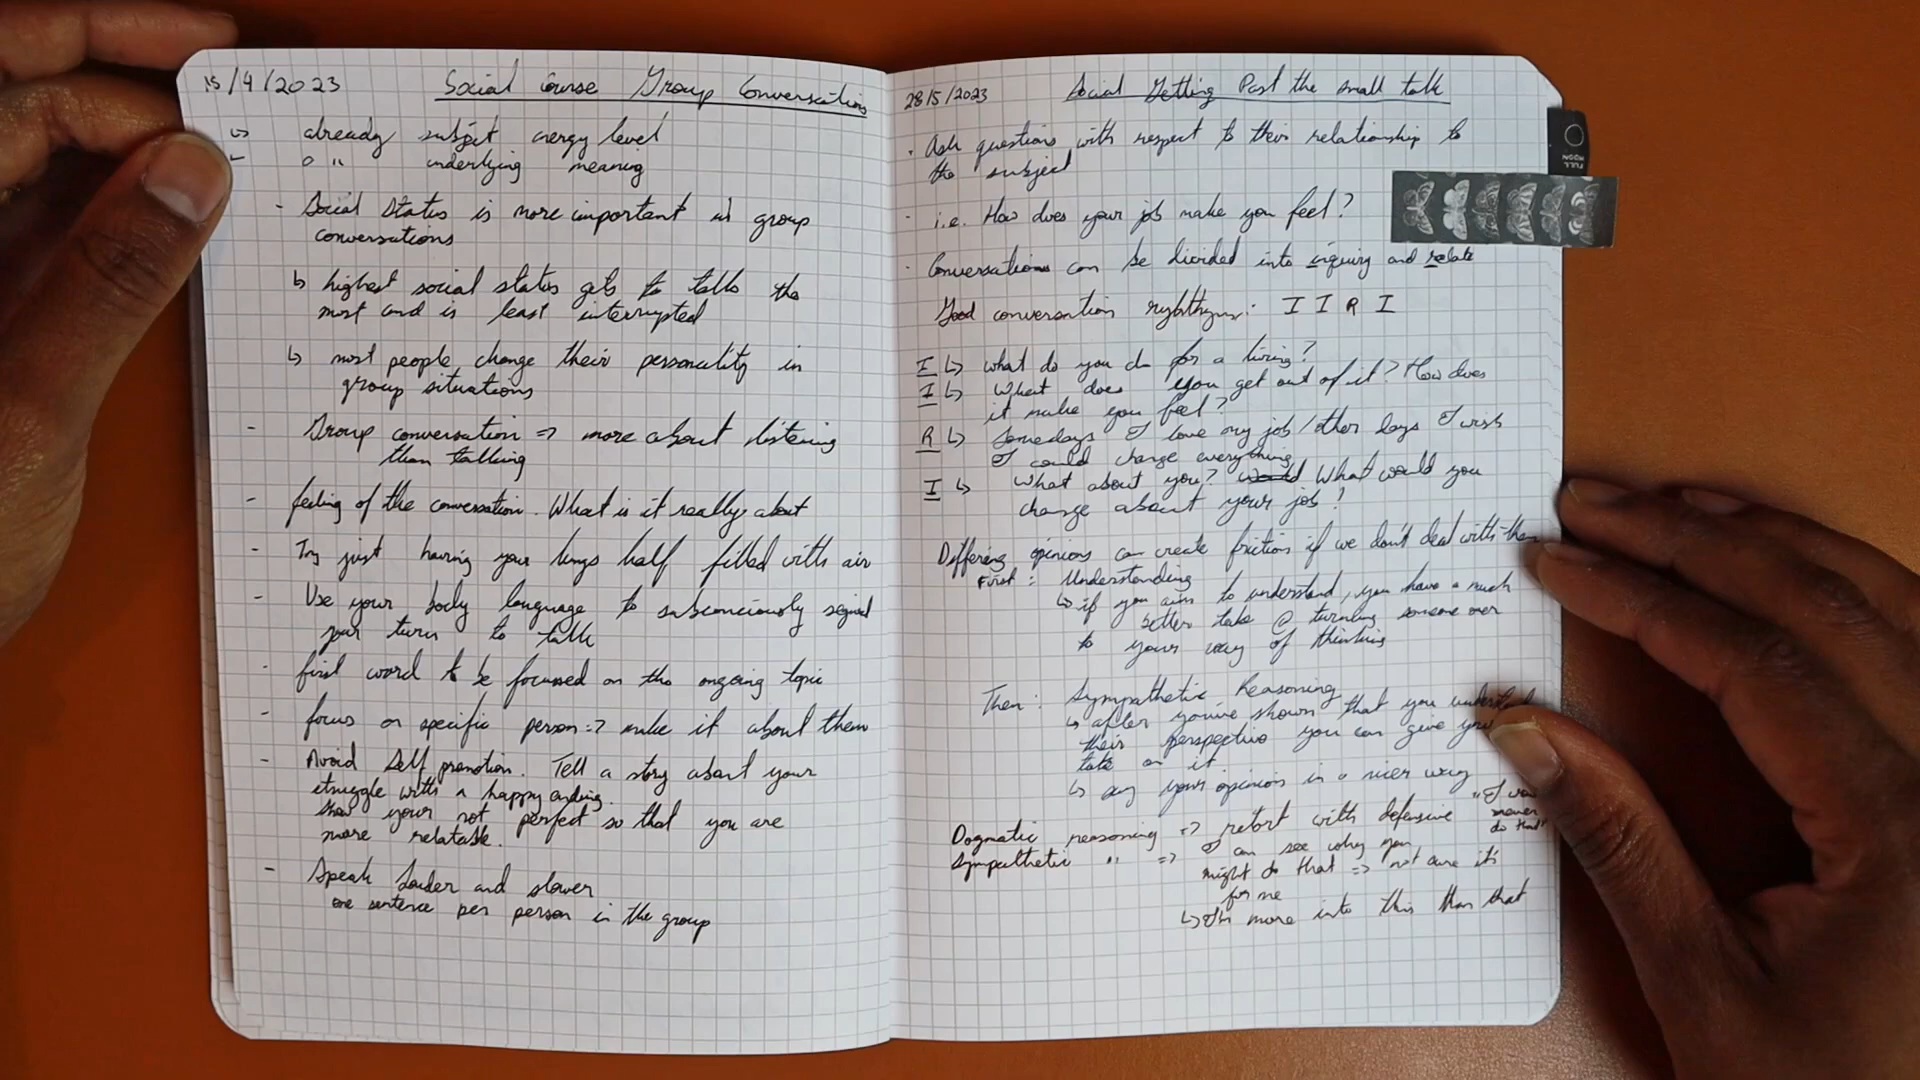 15/4/2023
Social Course Group Conversations
↳ already subject energy level
" underlying meaning
- Social Status is more important in group
conversations
↳ highest social status gets to talk the
most and is least interrupted
↳ most people change their personality in
group situations
- Group conversation => more about listening
than talking
- feeling of the conversation. What is it really about
- Try just having your lungs half filled with air
- Use your body language to subconciously signal
your turn to talk
- first word to be focussed on the ongoing topic
- focus on specific person => make it about them
- Avoid Self promotion. Tell a story about your
struggle with a happy ending.
show your not perfect so that you are
more relatable.
- Speak louder and slower
one sentence per person in the group
28/5/2023
Social Getting Past the small talk
· Ask questions with respect to their relationship to
the subject
· i.e. How does your job make you feel?
· Conversations can be divided into inquiry and relate
Good conversation : I I R I
I ↳ what do you do for a living?
I ↳ What does you get out of it? How does
it make you feel?
R ↳ Somedays I love my job / other days I wish
I could change everything
I ↳ What about you? What would you
change about your job?
Differing opinions can create friction if we don't deal with them
First: Understanding
↳ if you aim to understand, you have a much
better take @ turning someone over
to your way of thinking
Then: Sympathetic Reasoning
↳ after you've shown that you
their perspective you can give
take on it
↳ say your opinion in a nicer way
Dogmatic reasoning => retort with defensive
"I
never
do that"
Sympathetic " => I can see why you
might do that => not sure it's
for me
↳ I'm more into this than that
FULL
MOON